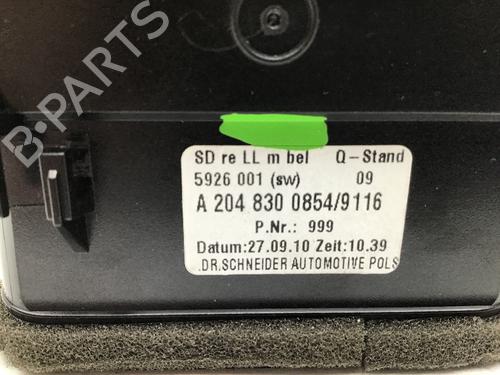 B-PARTS
SD re LL m bel Q-Stand
5926 001 (sw) 09
A 204 830 0854/9116
P.Nr.: 999
Datum:27.09.10 Zeit:10.39
.DR.SCHNEIDER AUTOMOTIVE POLS